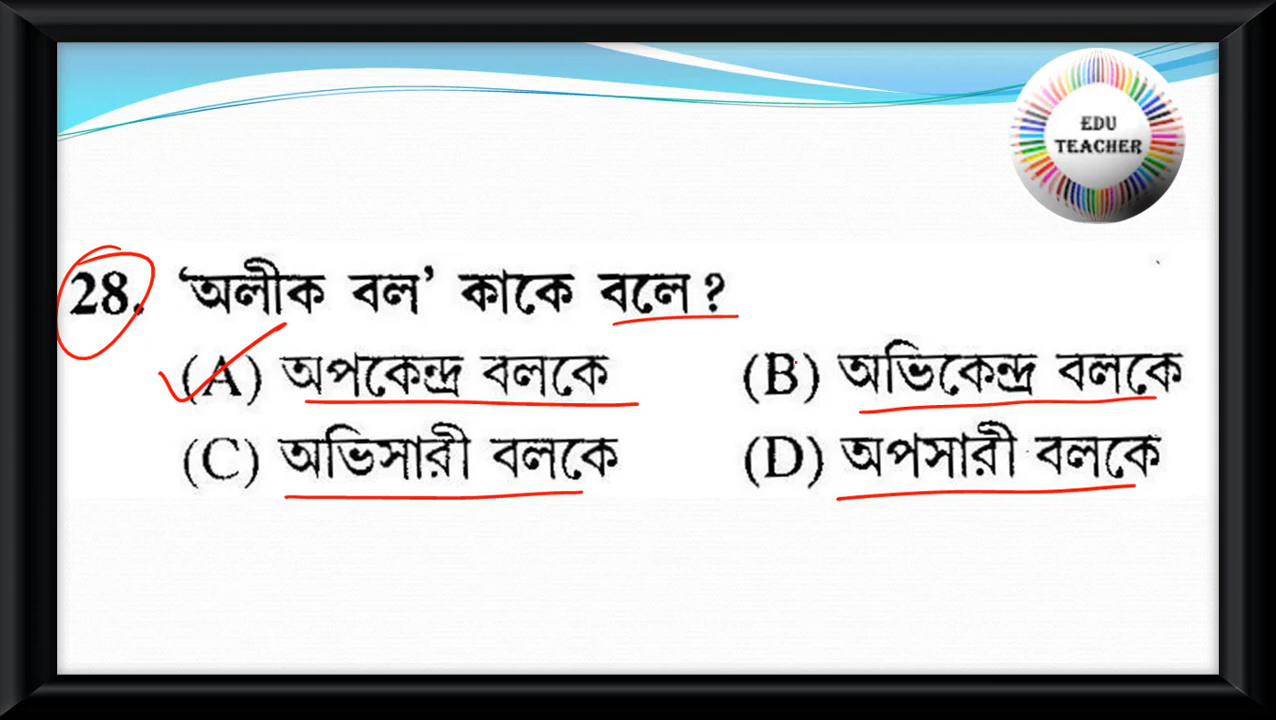 EDU
TEACHER
28. ‘অলীক বল’ কাকে বলে ?
(A) অপকেন্দ্র বলকে (B) অভিকেন্দ্র বলকে
(C) অভিসারী বলকে (D) অপসারী বলকে